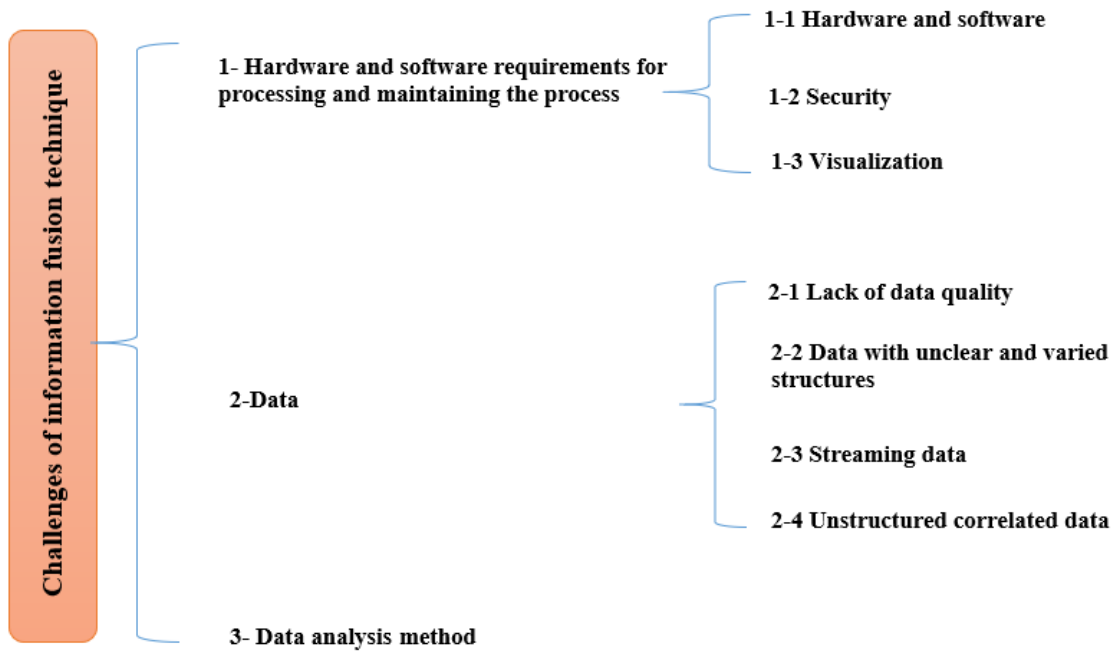 Challenges of information fusion technique
1- Hardware and software requirements for
processing and maintaining the process
1-1 Hardware and software
1-2 Security
1-3 Visualization
2-Data
2-1 Lack of data quality
2-2 Data with unclear and varied
structures
2-3 Streaming data
2-4 Unstructured correlated data
3- Data analysis method